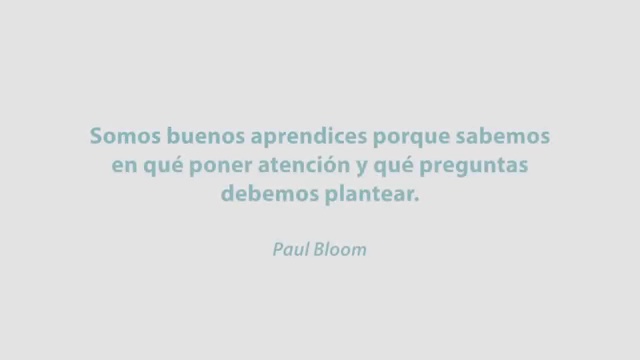 Somos buenos aprendices porque sabemos
en qué poner atención y qué preguntas
debemos plantear.
Paul Bloom